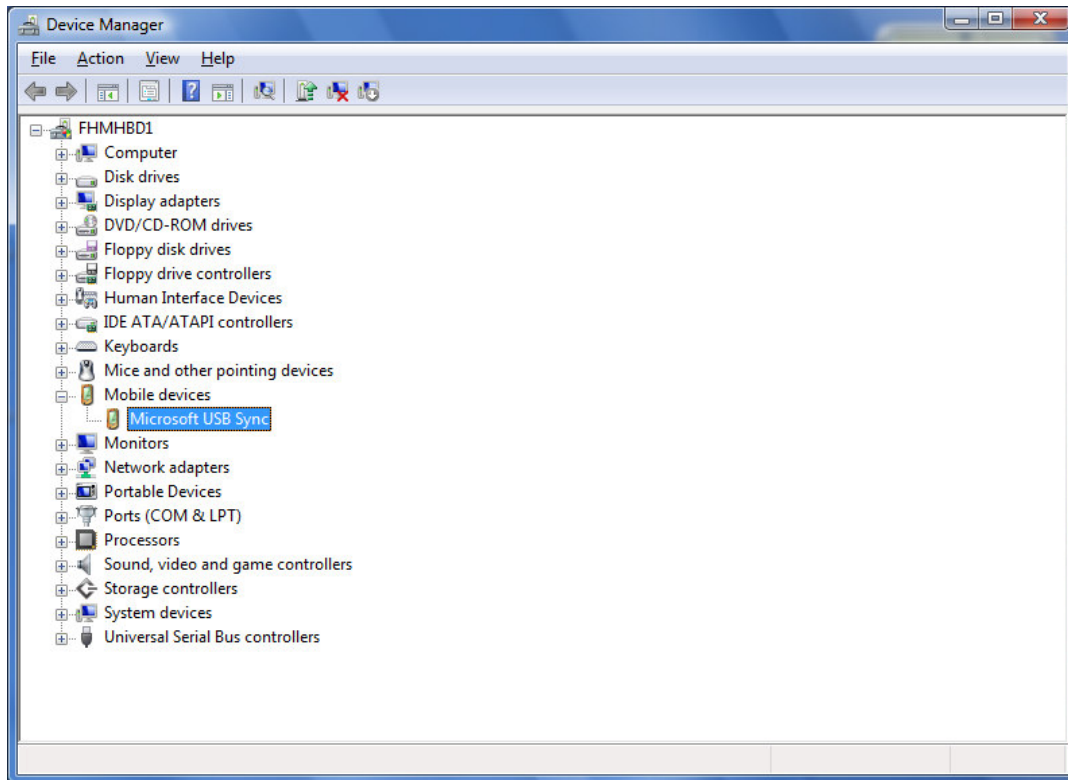 Device Manager
File Action View Help
FHMHBD1
Computer
Disk drives
Display adapters
DVD/CD-ROM drives
Floppy disk drives
Floppy drive controllers
Human Interface Devices
IDE ATA/ATAPI controllers
Keyboards
Mice and other pointing devices
Mobile devices
Microsoft USB Sync
Monitors
Network adapters
Portable Devices
Ports (COM & LPT)
Processors
Sound, video and game controllers
Storage controllers
System devices
Universal Serial Bus controllers